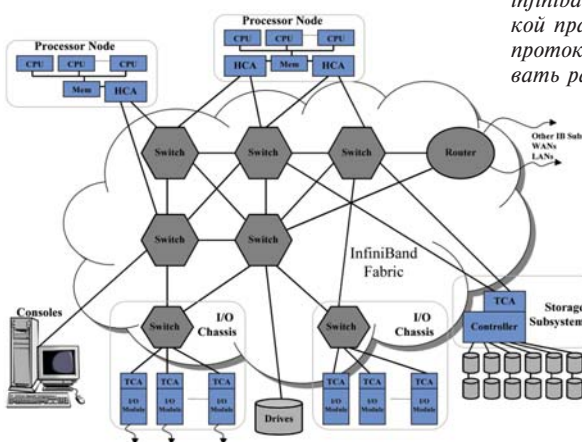 infiniba
кой пра
проток
вать ра
Processor Node
CPU CPU CPU
Mem HCA
Processor Node
CPU CPU CPU
HCA Mem HCA
Switch Switch Switch Router
Other IB Sub
WANs
LANs
Switch Switch
InfiniBand
Fabric
Consoles
Switch
I/O
Chassis
Switch
I/O
Chassis
TCA
Controller
Storage
Subsystem
TCA TCA TCA
I/O Module I/O Module I/O Module
Drives
TCA TCA TCA
I/O Module I/O Module I/O Module